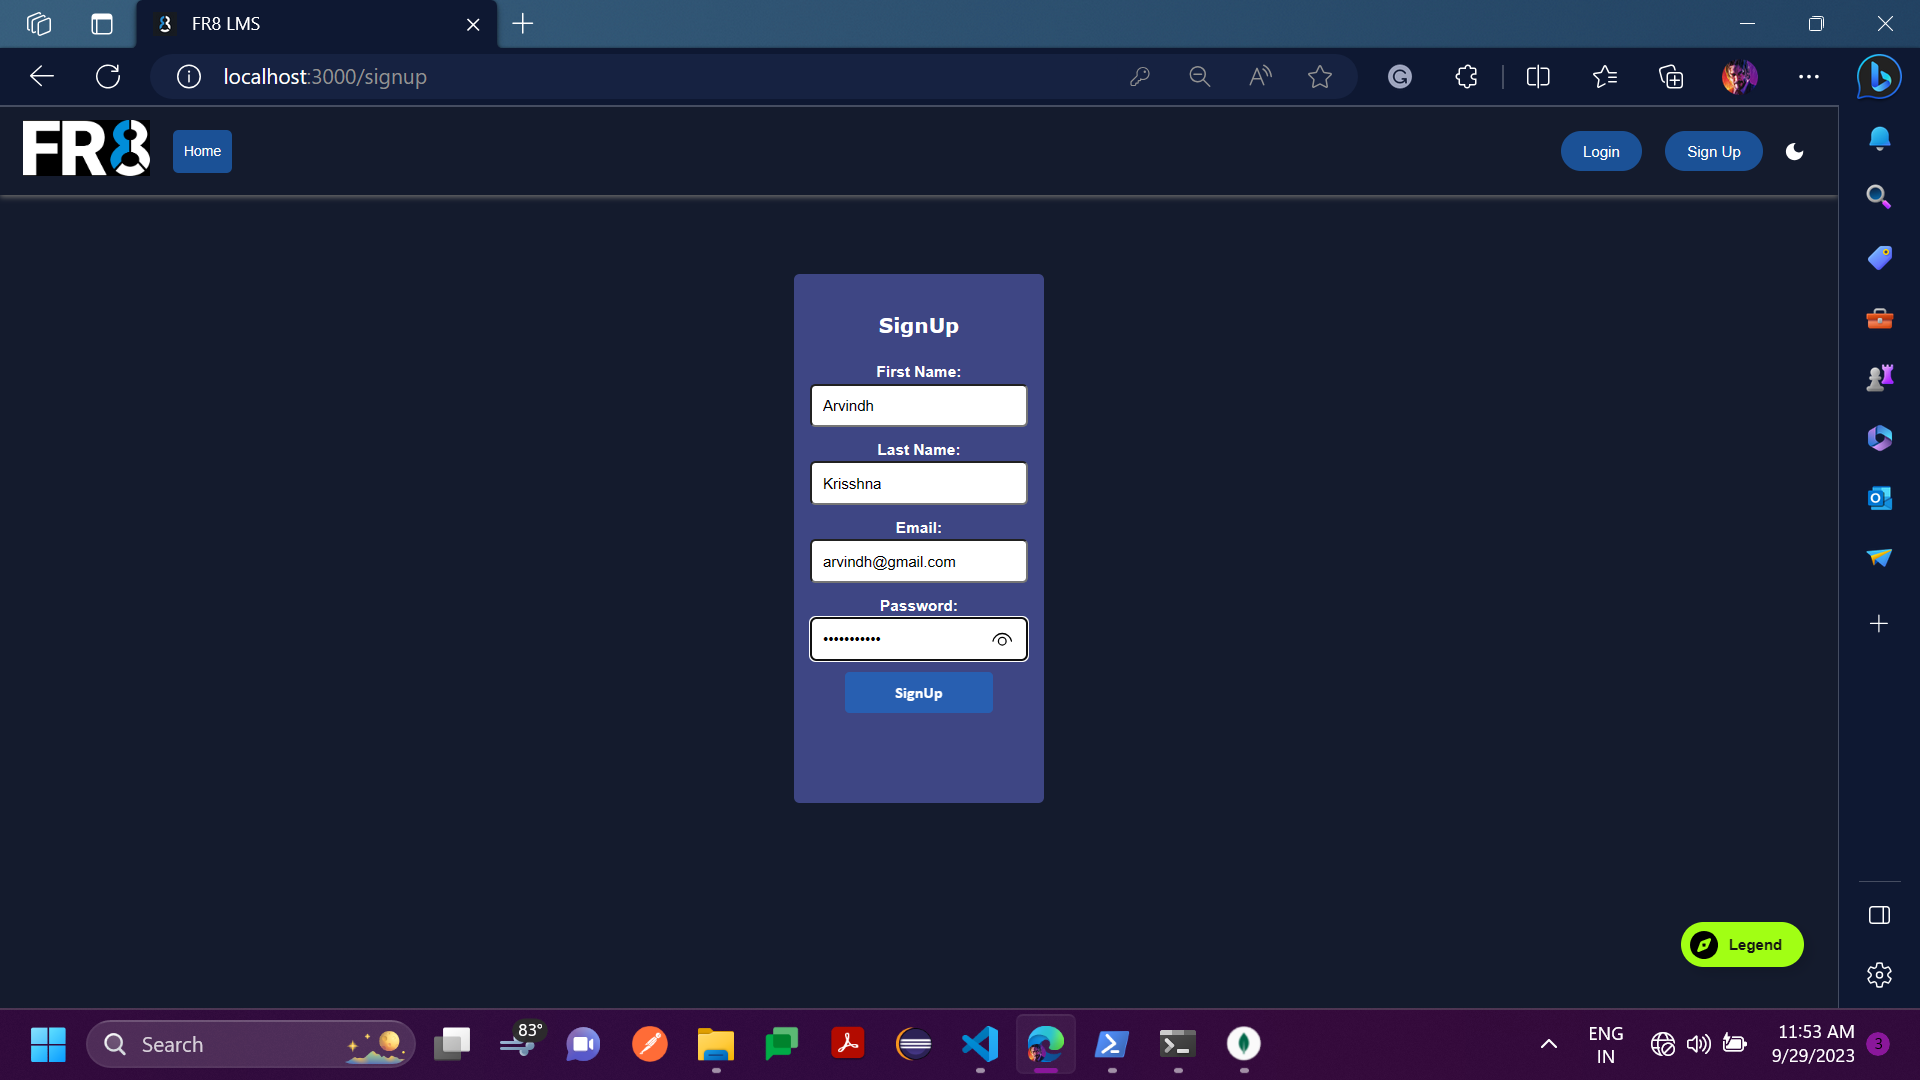 FR8 LMS
localhost:3000/signup
FR8
Home
Login
Sign Up
SignUp
First Name:
Arvindh
Last Name:
Krisshna
Email:
arvindh@gmail.com
Password:
•••••••••••
SignUp
Legend
Search
83°
ENG
IN
11:53 AM
9/29/2023
3